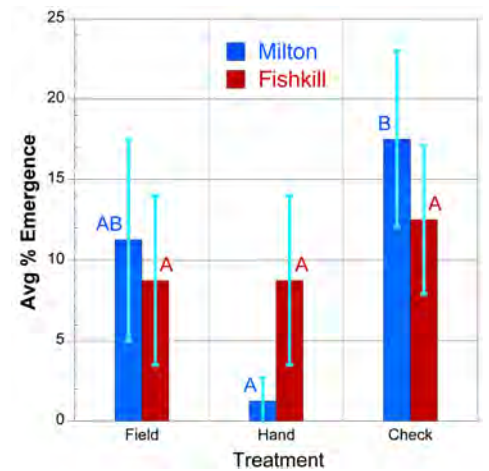 25
Milton
Fishkill
20
B
15
A
AB
A
A
10
5
A
0
Avg % Emergence
Field
Hand
Check
Treatment